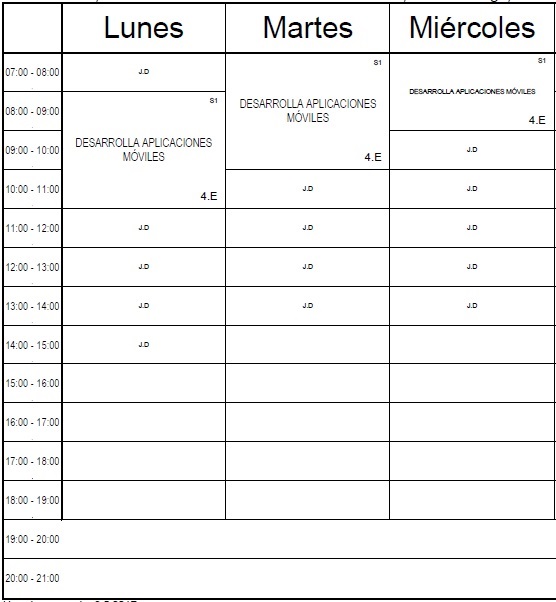 Lunes Martes Miércoles
07:00 - 08:00 J.D S1 S1
DESARROLLA APLICACIONES MÓVILES
08:00 - 09:00 S1 DESARROLLA APLICACIONES
MÓVILES 4.E
09:00 - 10:00 DESARROLLA APLICACIONES
MÓVILES 4.E J.D
10:00 - 11:00 4.E J.D J.D
11:00 - 12:00 J.D J.D J.D
12:00 - 13:00 J.D J.D J.D
13:00 - 14:00 J.D J.D J.D
14:00 - 15:00 J.D
15:00 - 16:00
16:00 - 17:00
17:00 - 18:00
18:00 - 19:00
19:00 - 20:00
20:00 - 21:00